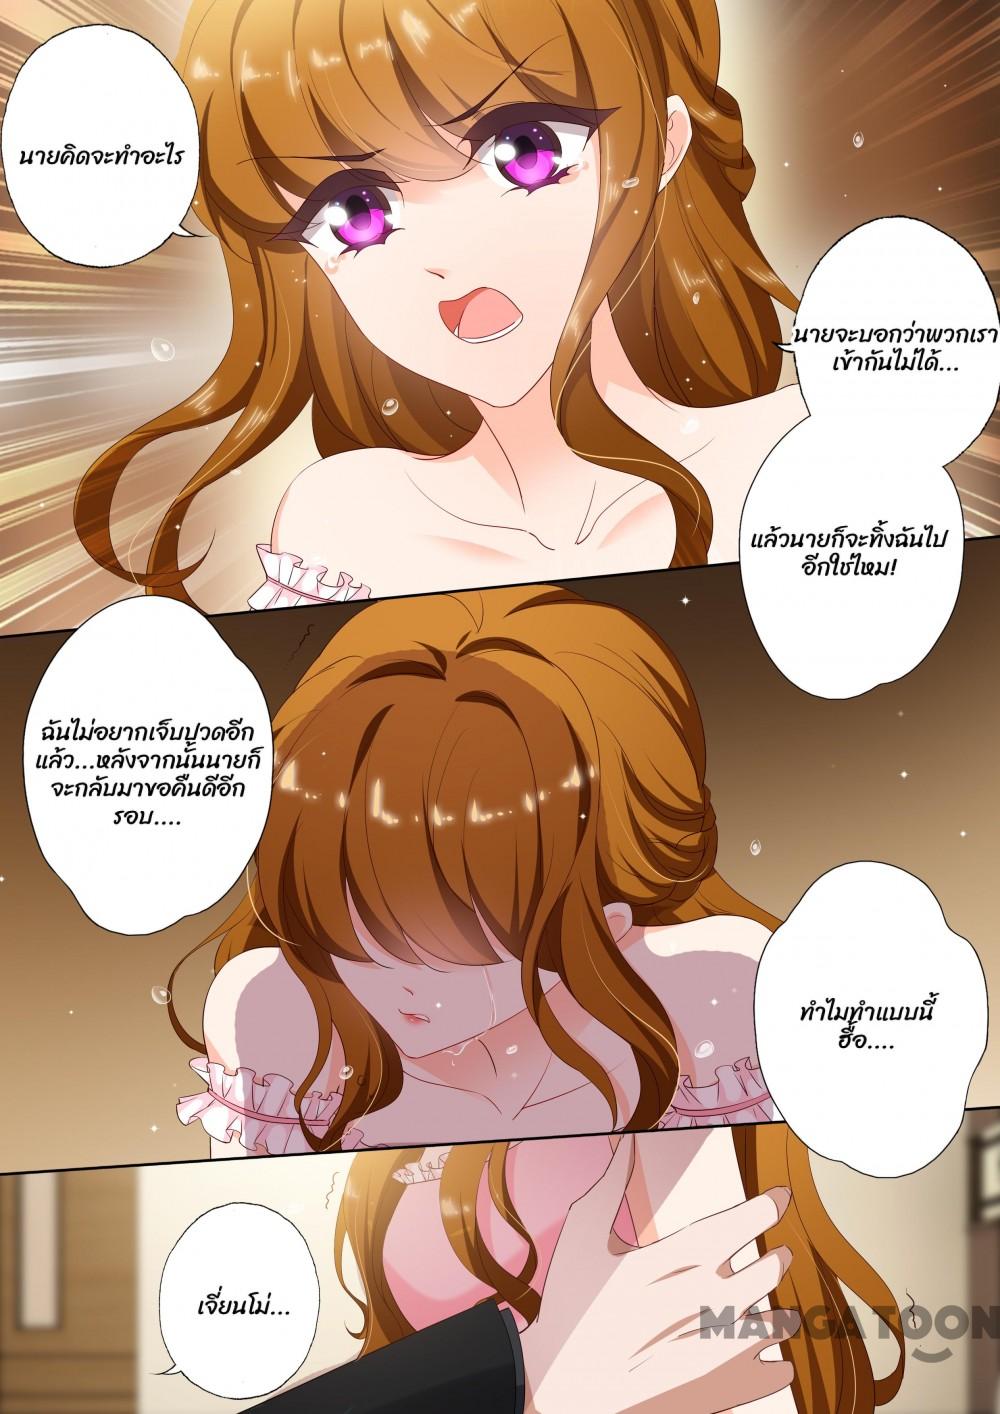 นายคิดจะทำอะไร
นายจะบอกว่าพวกเรา
เข้ากันไม่ได้...
แล้วนายก็จะทิ้งฉันไป
อีกใช่ไหม!
ฉันไม่อยากเจ็บปวดอีก
แล้ว...หลังจากนั้นนายก็
จะกลับมาขอคืนดีอีก
รอบ....
ทำไมทำแบบนี้
ฮื้อ....
เจี่ยนโม่...
MANGATOON